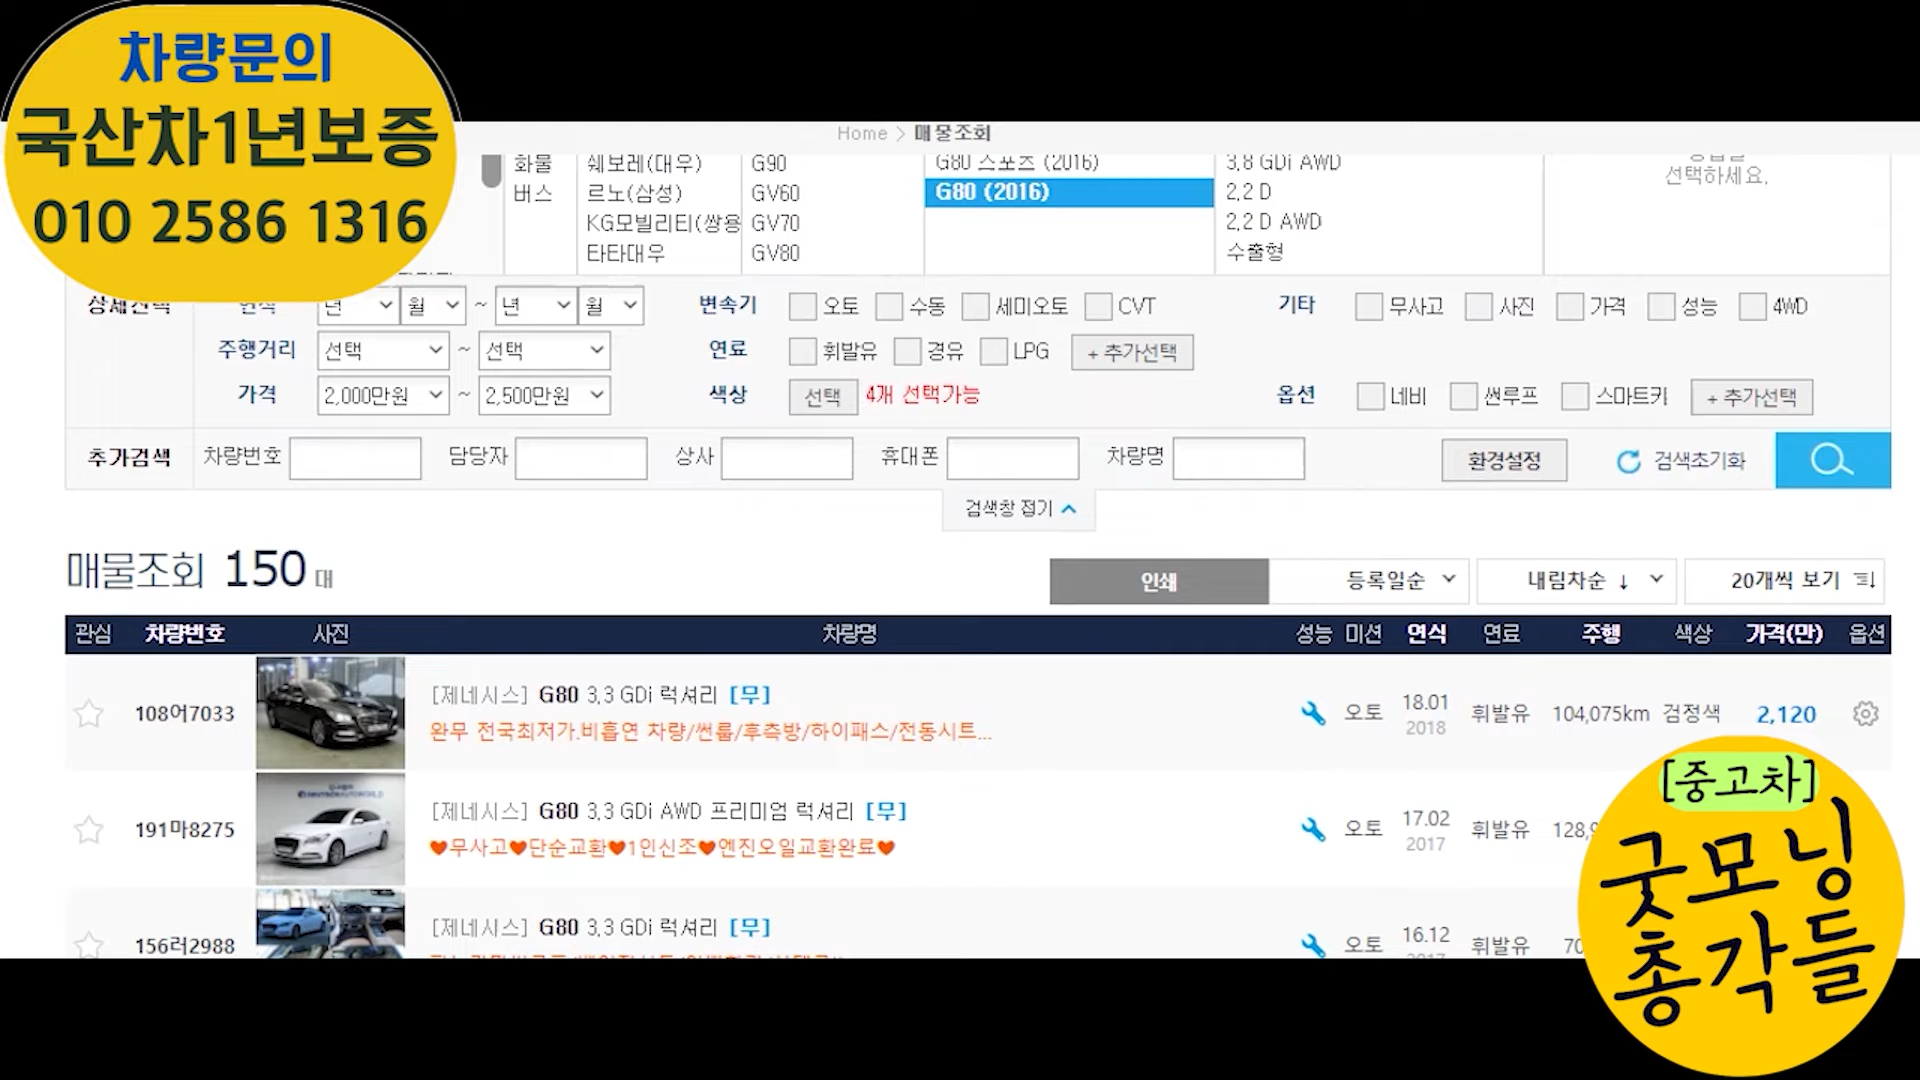 차량문의
국산차1년보증
010 2586 1316
Home > 매물조회
화물 쉐보레(대우) G90 G80 스포츠 (2016) 3,8 GDi AWD
버스 르노(삼성) GV60 G80 (2016) 2,2 D 선택하세요.
KG모빌리티(쌍용 GV70 2,2 D AWD
타타대우 GV80 수출형
상세선택 연식 년 월 ~ 년 월 변속기 오토 수동 세미오토 CVT 기타 무사고 사진 가격 성능 4WD
주행거리 선택 ~ 선택 연료 휘발유 경유 LPG + 추가선택
가격 2,000만원 ~ 2,500만원 색상 선택 4개 선택가능 옵션 네비 썬루프 스마트키 + 추가선택
추가검색 차량번호 담당자 상사 휴대폰 차량명 환경설정 검색초기화
검색창 접기
매물조회 150 대 인쇄 등록일순 내림차순 ↓ 20개씩 보기
관심 차량번호 사진 차량명 성능 미션 연식 연료 주행 색상 가격(만) 옵션
108어7033 [제네시스] G80 3,3 GDi 럭셔리 [무] 오토 18.01 2018 휘발유 104,075km 검정색 2,120
완무 전국최저가.비흡연 차량/썬룹/후측방/하이패스/전동시트...
191마8275 [제네시스] G80 3,3 GDi AWD 프리미엄 럭셔리 [무] 오토 17.02 2017 휘발유 128,9
♥무사고♥단순교환♥1인신조♥엔진오일교환완료♥
156러2988 [제네시스] G80 3,3 GDi 럭셔리 [무] 오토 16.12 휘발유 70
[중고차]
굿모닝
총각들